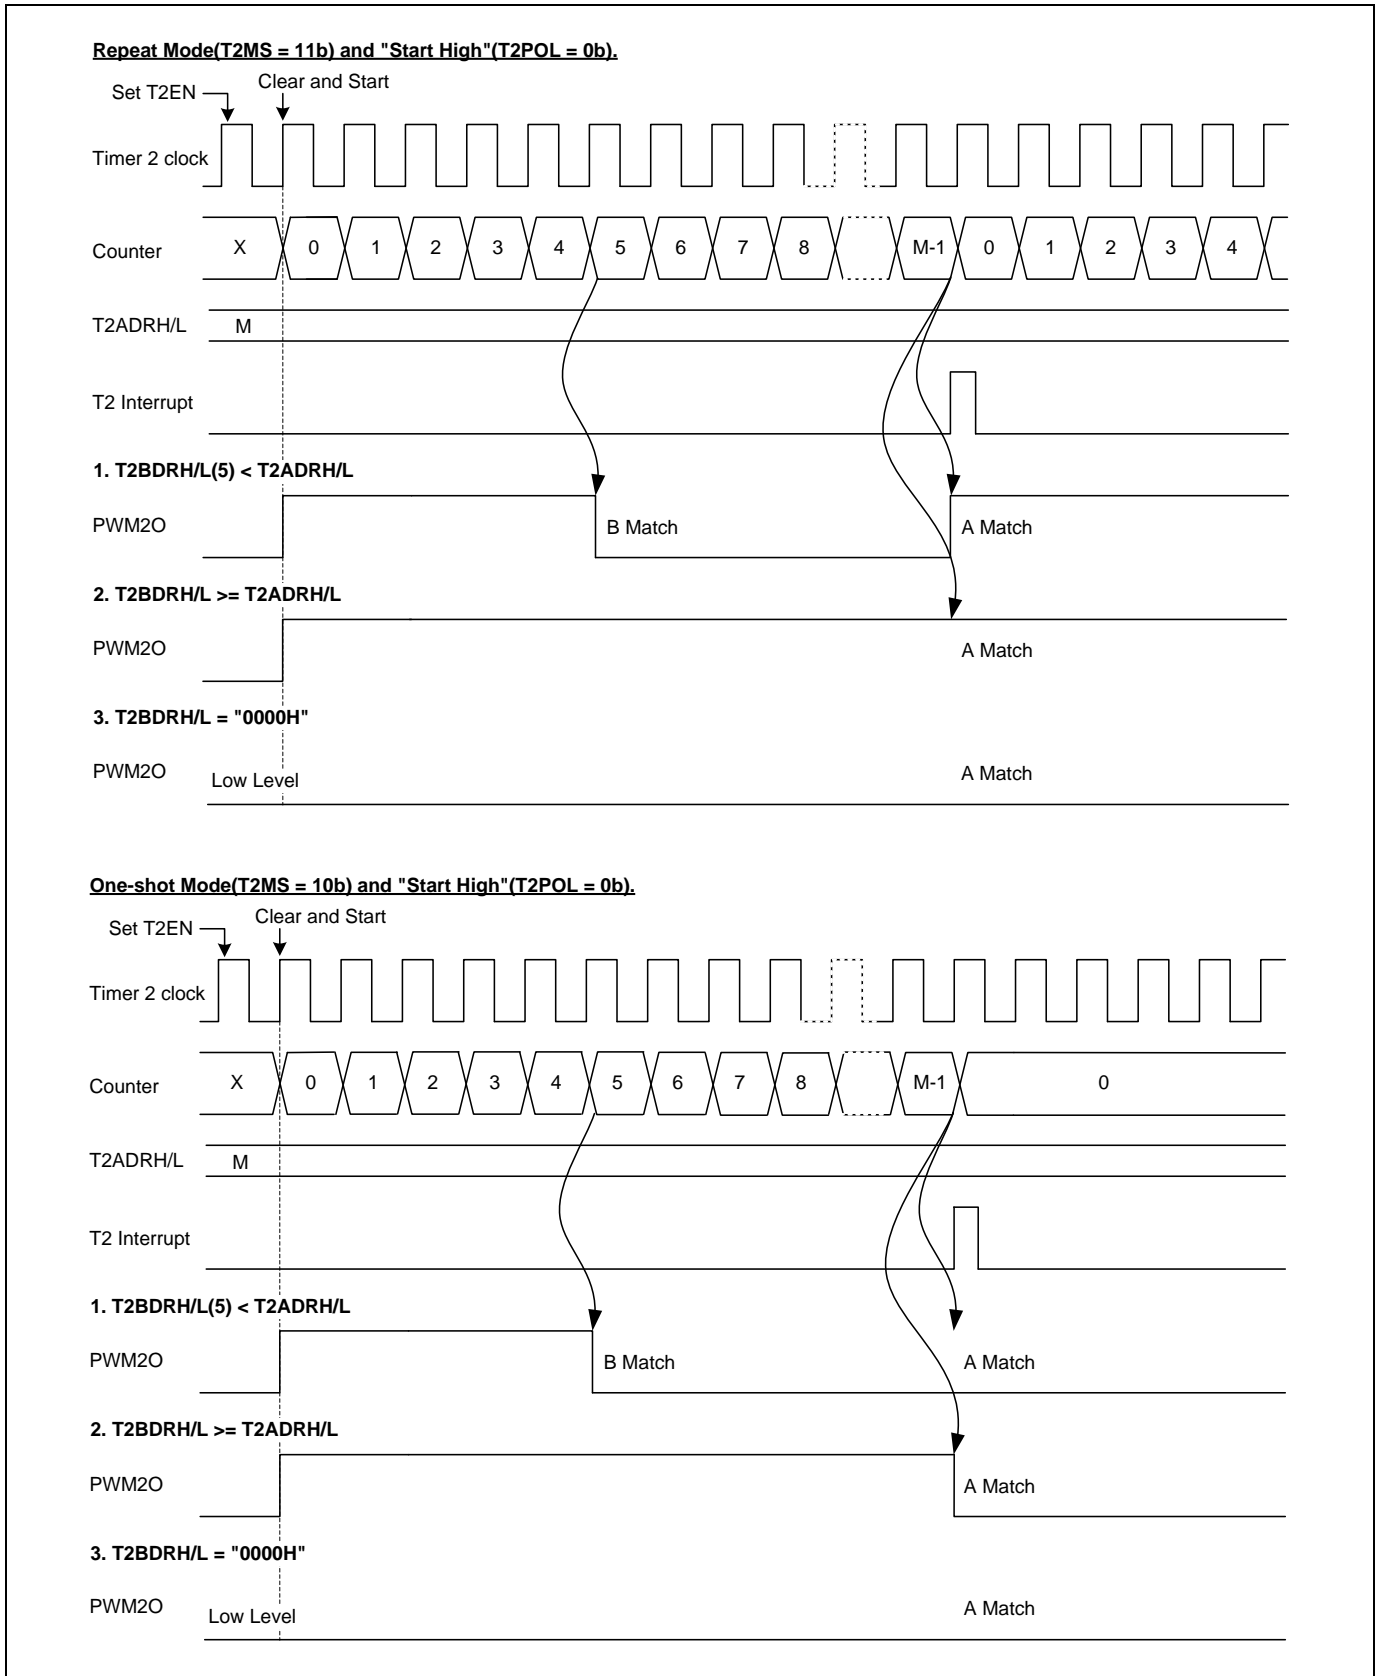 Repeat Mode(T2MS = 11b) and "Start High"(T2POL = 0b).
Set T2EN
Clear and Start
Timer 2 clock
Counter X 0 1 2 3 4 5 6 7 8 M-1 0 1 2 3 4
T2ADRH/L M
T2 Interrupt
1. T2BDRH/L(5) < T2ADRH/L
PWM2O B Match A Match
2. T2BDRH/L >= T2ADRH/L
PWM2O A Match
3. T2BDRH/L = "0000H"
PWM2O Low Level A Match
One-shot Mode(T2MS = 10b) and "Start High"(T2POL = 0b).
Set T2EN
Clear and Start
Timer 2 clock
Counter X 0 1 2 3 4 5 6 7 8 M-1 0
T2ADRH/L M
T2 Interrupt
1. T2BDRH/L(5) < T2ADRH/L
PWM2O B Match A Match
2. T2BDRH/L >= T2ADRH/L
PWM2O A Match
3. T2BDRH/L = "0000H"
PWM2O Low Level A Match